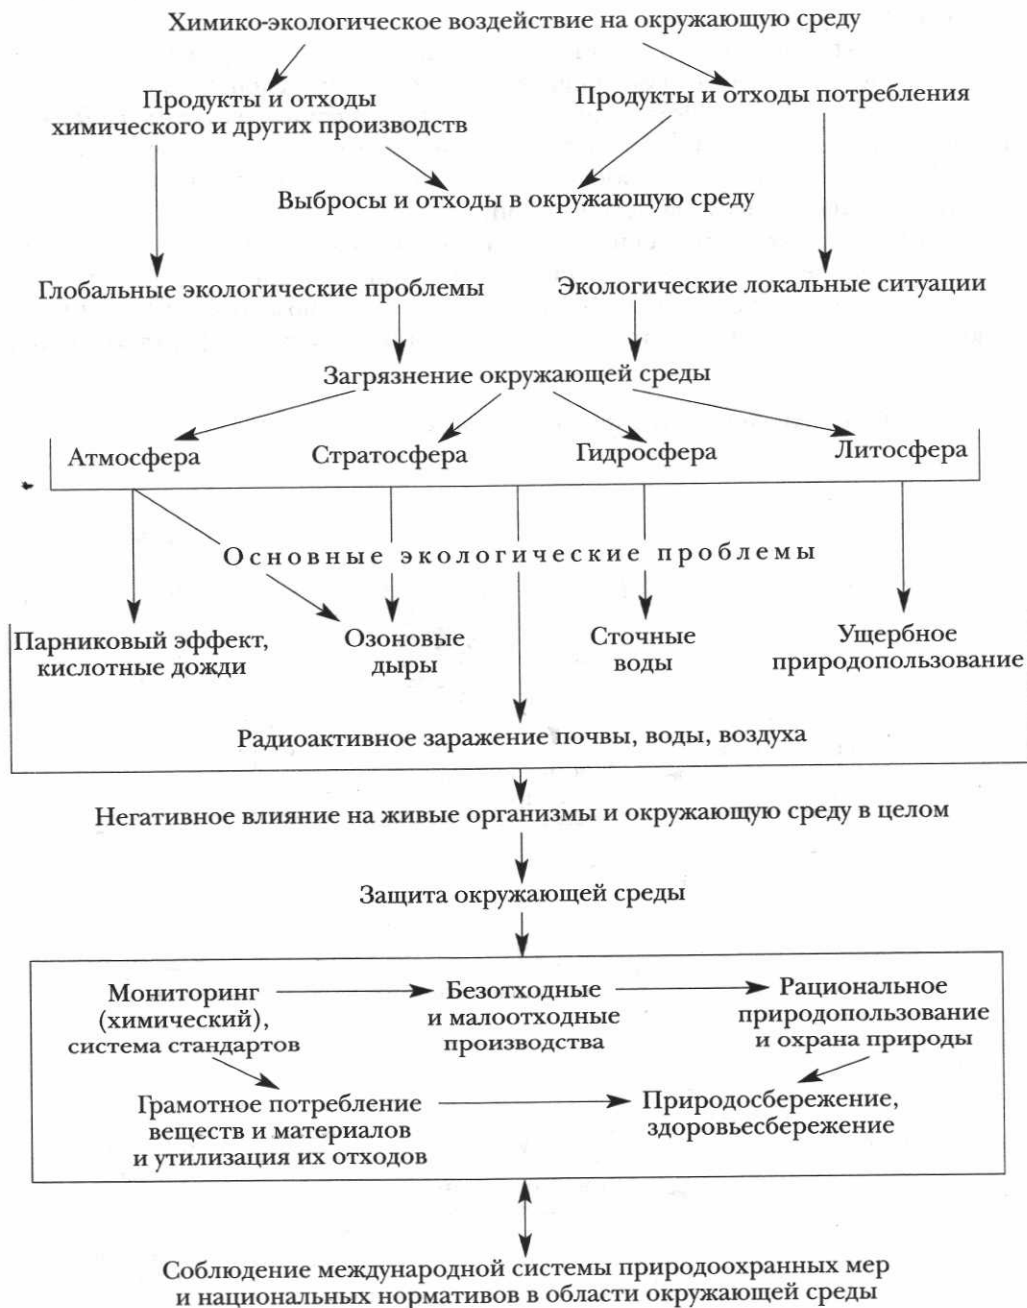 Химико-экологическое воздействие на окружающую среду
Продукты и отходы
химического и других производств
Продукты и отходы потребления
Выбросы и отходы в окружающую среду
Глобальные экологические проблемы
Экологические локальные ситуации
Загрязнение окружающей среды
Атмосфера
Стратосфера
Гидросфера
Литосфера
Основные экологические проблемы
Парниковый эффект,
кислотные дожди
Озоновые
дыры
Сточные
воды
Ущербное
природопользование
Радиоактивное заражение почвы, воды, воздуха
Негативное влияние на живые организмы и окружающую среду в целом
Защита окружающей среды
Мониторинг
(химический),
система стандартов
Безотходные
и малоотходные
производства
Рациональное
природопользование
и охрана природы
Грамотное потребление
веществ и материалов
и утилизация их отходов
Природосбережение,
здоровьесбережение
Соблюдение международной системы природоохранных мер
и национальных нормативов в области окружающей среды